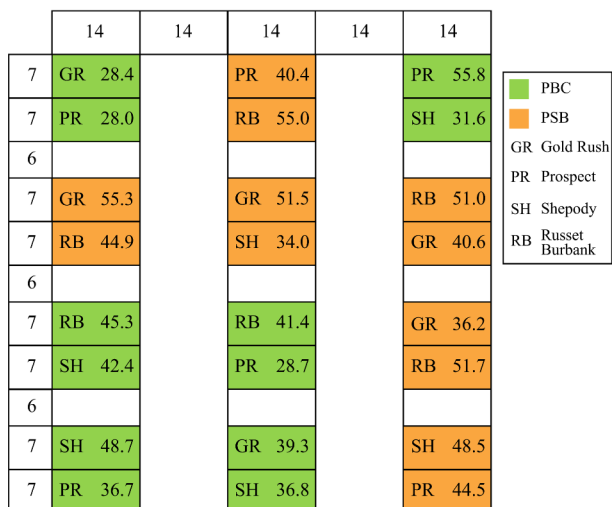 14 14 14 14 14
7 GR 28.4 PR 40.4 PR 55.8
7 PR 28.0 RB 55.0 SH 31.6
6
7 GR 55.3 GR 51.5 RB 51.0
7 RB 44.9 SH 34.0 GR 40.6
6
7 RB 45.3 RB 41.4 GR 36.2
7 SH 42.4 PR 28.7 RB 51.7
6
7 SH 48.7 GR 39.3 SH 48.5
7 PR 36.7 SH 36.8 PR 44.5
PBC
PSB
GR Gold Rush
PR Prospect
SH Shepody
RB Russet
Burbank